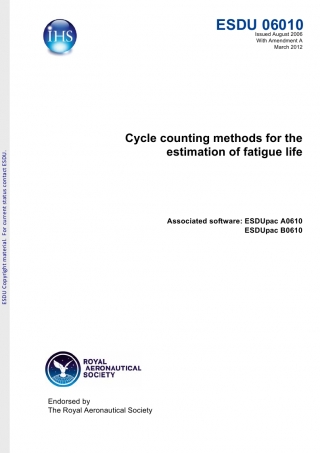 ESDU 06010
Issued August 2006
With Amendment A
March 2012
IHS
Cycle counting methods for the
estimation of fatigue life
Associated software: ESDUpac A0610
ESDUpac B0610
ESDU Copyright material. For current status contact ESDU.
ROYAL
AERONAUTICAL
SOCIETY
Endorsed by
The Royal Aeronautical Society